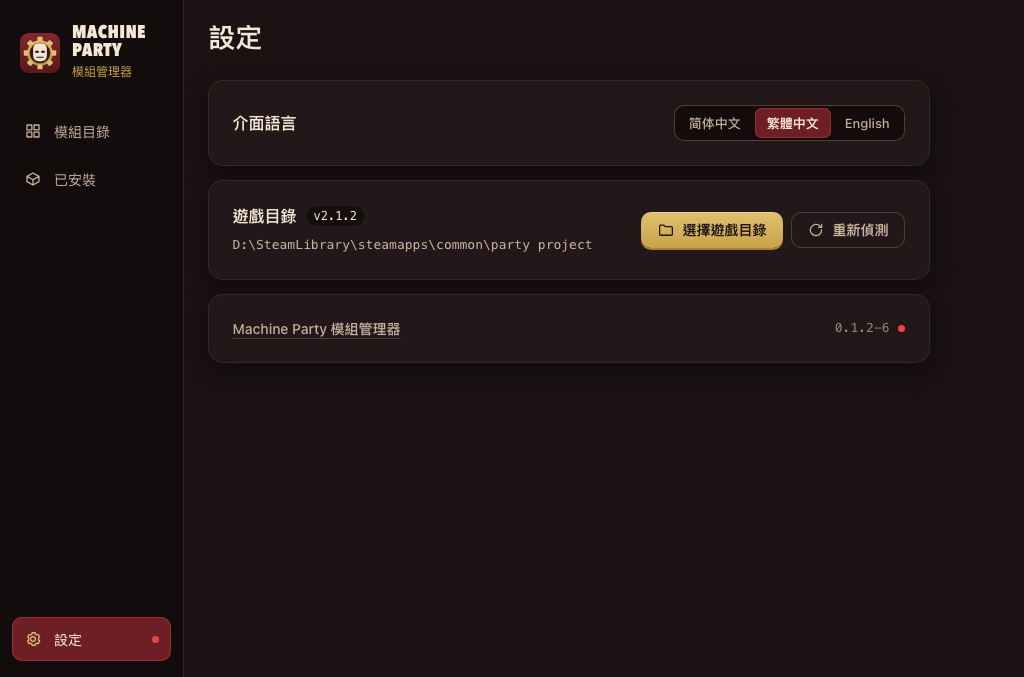 MACHINE
PARTY
模組管理器
模組目錄
已安裝
設定
設定
介面語言
简体中文 繁體中文 English
遊戲目錄 v2.1.2
D:\SteamLibrary\steamapps\common\party project
選擇遊戲目錄 重新偵測
Machine Party 模組管理器 0.1.2-6